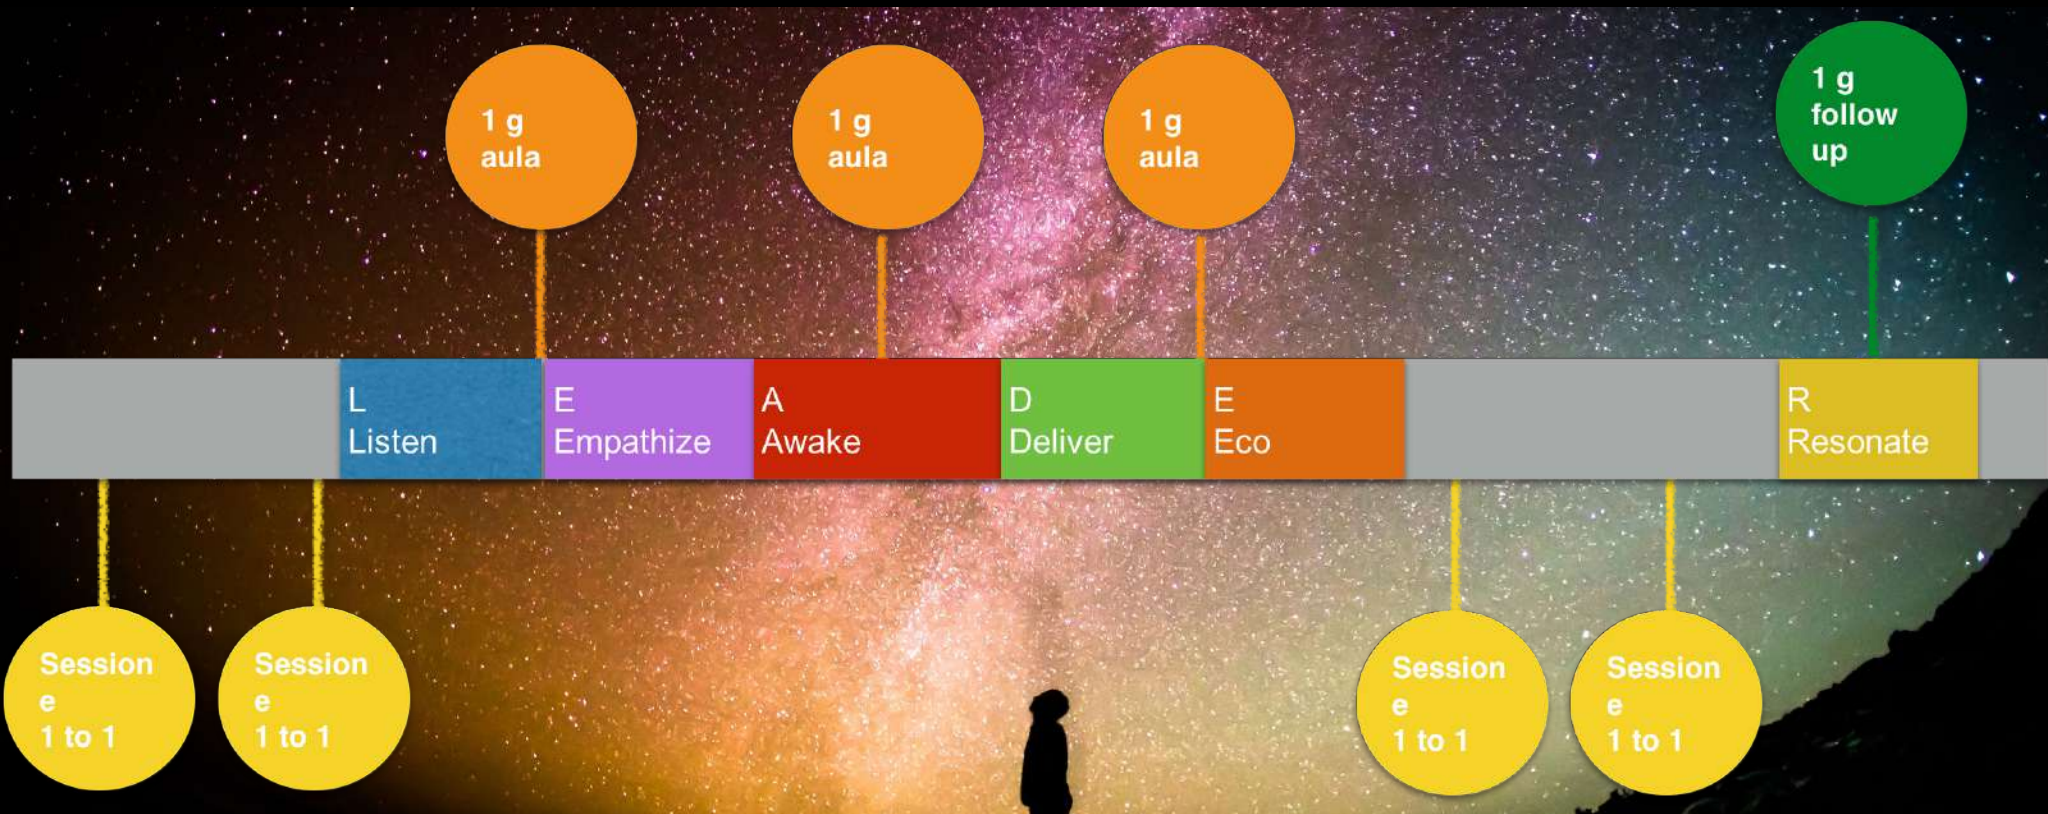 1 g
aula
1 g
aula
1 g
aula
1 g
follow
up
L
Listen
E
Empathize
A
Awake
D
Deliver
E
Eco
R
Resonate
Session
e
1 to 1
Session
e
1 to 1
Session
e
1 to 1
Session
e
1 to 1